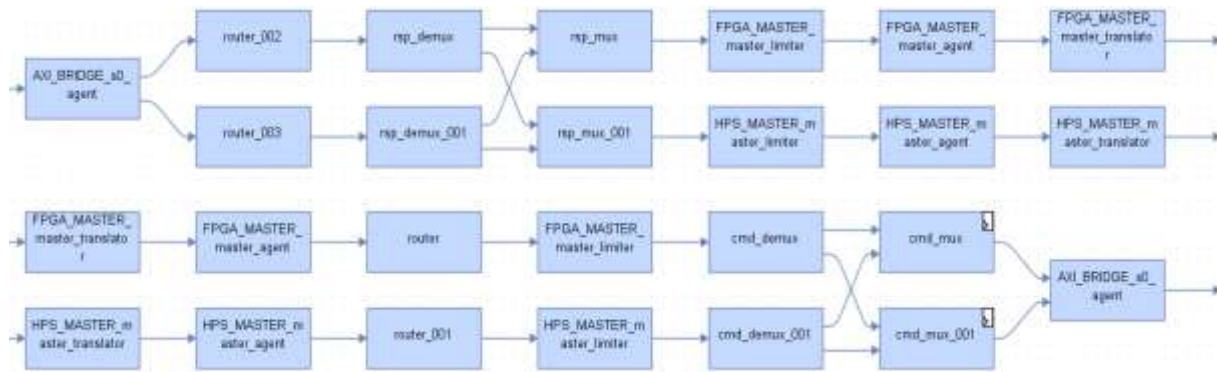 FPGA_MASTER_
master_translato
r
router_002
rsp_demux
rsp_mux
FPGA_MASTER_
master_limiter
FPGA_MASTER_
master_agent
AXI_BRIDGE_s0_
agent
router_003
rsp_demux_001
rsp_mux_001
HPS_MASTER_m
aster_limiter
HPS_MASTER_m
aster_agent
HPS_MASTER_m
aster_translator
FPGA_MASTER_
master_translato
r
FPGA_MASTER_
master_agent
router
FPGA_MASTER_
master_limiter
cmd_demux
cmd_mux
AXI_BRIDGE_s0_
agent
HPS_MASTER_m
aster_translator
HPS_MASTER_m
aster_agent
router_001
HPS_MASTER_m
aster_limiter
cmd_demux_001
cmd_mux_001